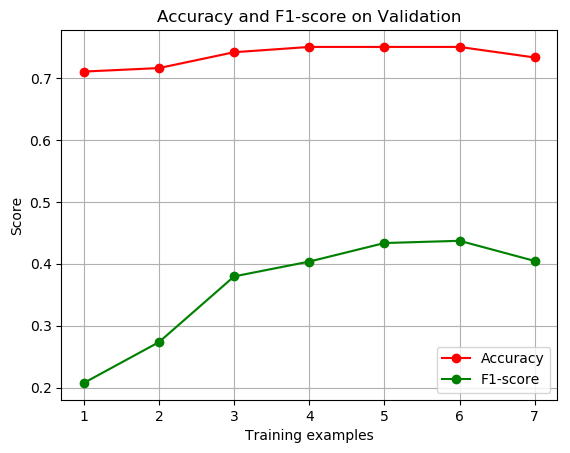 Accuracy and F1-score on Validation
Score
0.7
0.6
0.5
0.4
0.3
0.2
Accuracy
F1-score
1 2 3 4 5 6 7
Training examples